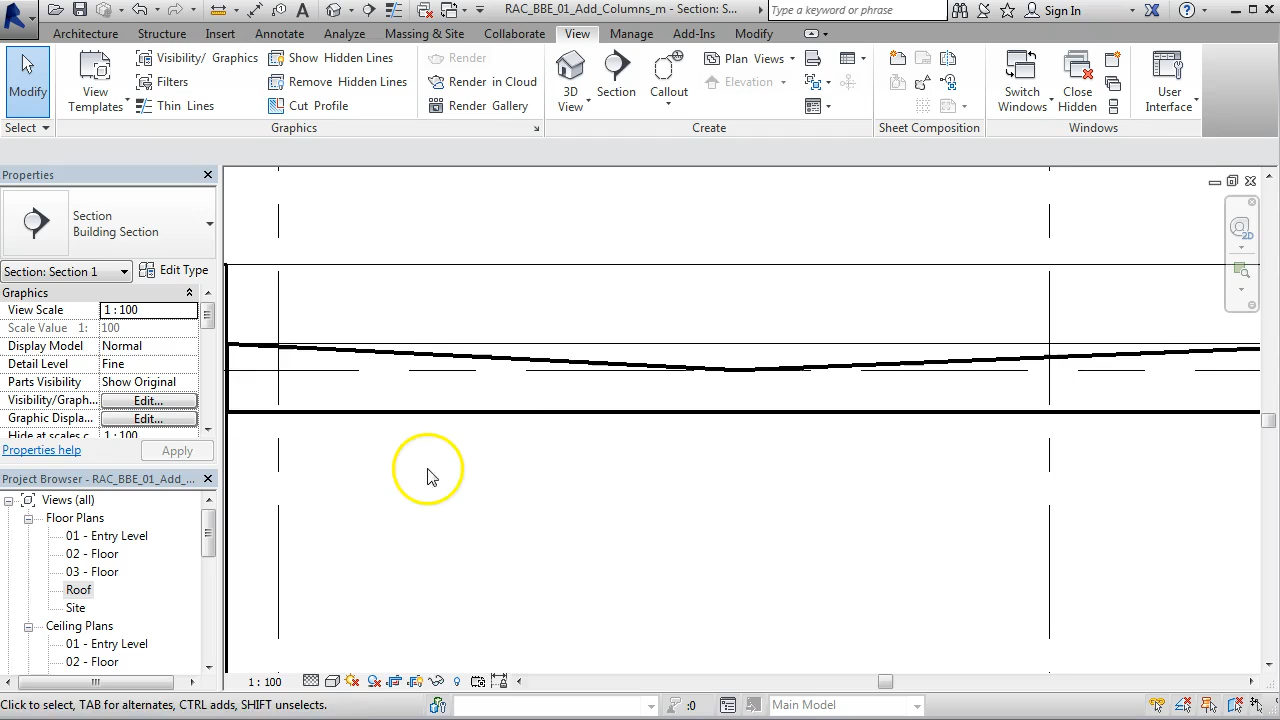 RAC_BBE_01_Add_Columns_m - Section: S...
Type a keyword or phrase
Sign In
Architecture Structure Insert Annotate Analyze Massing & Site Collaborate View Manage Add-Ins Modify
Modify
View Templates
Visibility/ Graphics
Filters
Thin Lines
Show Hidden Lines
Remove Hidden Lines
Cut Profile
Render
Render in Cloud
Render Gallery
3D View
Section
Callout
Plan Views
Elevation
Switch Windows
Close Hidden
User Interface
Select Graphics Create Sheet Composition Windows
Properties
Section
Building Section
Section: Section 1 Edit Type
Graphics
View Scale 1 : 100
Scale Value 1: 100
Display Model Normal
Detail Level Fine
Parts Visibility Show Original
Visibility/Graph... Edit...
Graphic Displa... Edit...
Hide at scales c 1 : 100
Properties help Apply
Project Browser - RAC_BBE_01_Add_...
Views (all)
Floor Plans
01 - Entry Level
02 - Floor
03 - Floor
Roof
Site
Ceiling Plans
01 - Entry Level
02 - Floor
2D
1 : 100
Click to select, TAB for alternates, CTRL adds, SHIFT unselects.
:0
Main Model